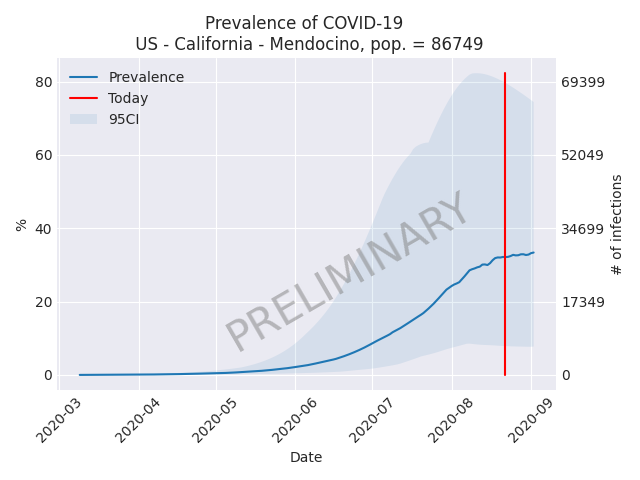 Prevalence of COVID-19
US - California - Mendocino, pop. = 86749
Prevalence
Today
95CI
80
60
40
20
0
%
69399
52049
34699
17349
0
# of infections
PRELIMINARY
2020-03
2020-04
2020-05
2020-06
2020-07
2020-08
2020-09
Date